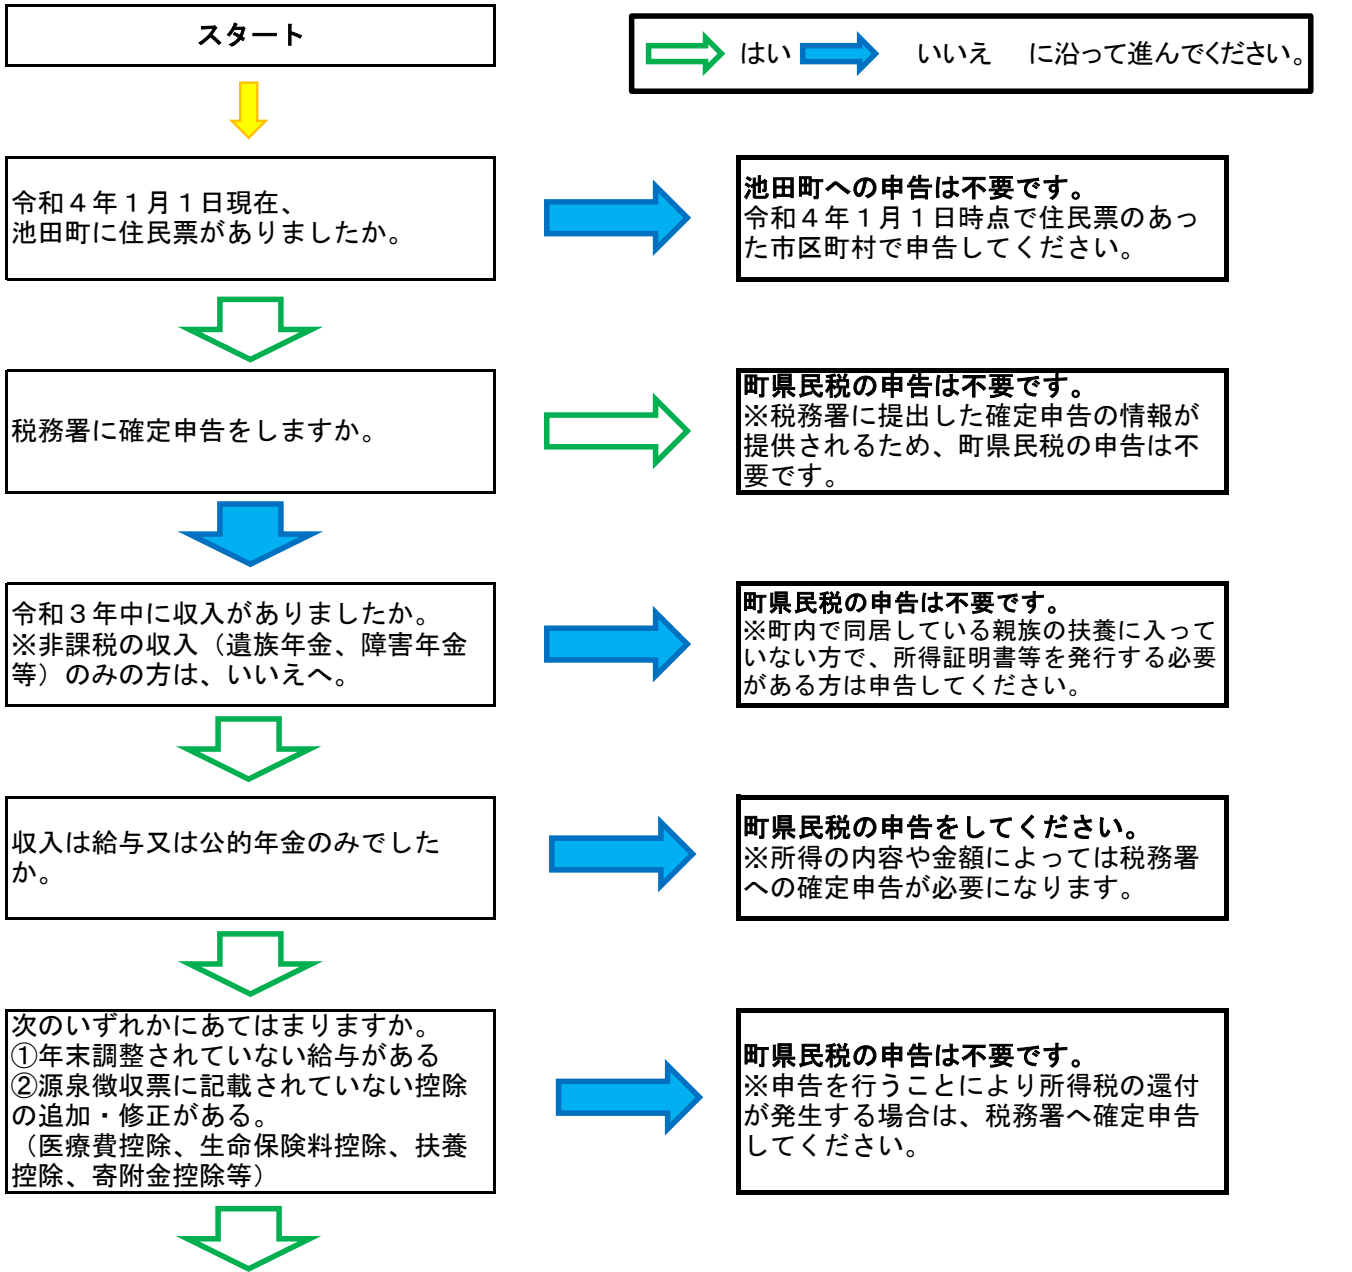 スタート
はい　いいえ　に沿って進んでください。
令和４年１月１日現在、
池田町に住民票がありましたか。
池田町への申告は不要です。
令和４年１月１日時点で住民票のあっ
た市区町村で申告してください。
税務署に確定申告をしますか。
町県民税の申告は不要です。
※税務署に提出した確定申告の情報が
提供されるため、町県民税の申告は不
要です。
令和３年中に収入がありましたか。
※非課税の収入（遺族年金、障害年金
等）のみの方は、いいえへ。
町県民税の申告は不要です。
※町内で同居している親族の扶養に入って
いない方で、所得証明書等を発行する必要
がある方は申告してください。
収入は給与又は公的年金のみでした
か。
町県民税の申告をしてください。
※所得の内容や金額によっては税務署
への確定申告が必要になります。
次のいずれかにあてはまりますか。
①年末調整されていない給与がある
②源泉徴収票に記載されていない控除
の追加・修正がある。
（医療費控除、生命保険料控除、扶養
控除、寄附金控除等）
町県民税の申告は不要です。
※申告を行うことにより所得税の還付
が発生する場合は、税務署へ確定申告
してください。